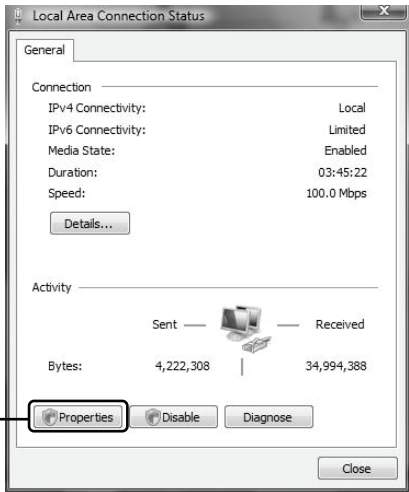 Local Area Connection Status
General
Connection
IPv4 Connectivity: Local
IPv6 Connectivity: Limited
Media State: Enabled
Duration: 03:45:22
Speed: 100.0 Mbps
Details...
Activity
Sent Received
Bytes: 4,222,308 34,994,388
Properties Disable Diagnose
Close